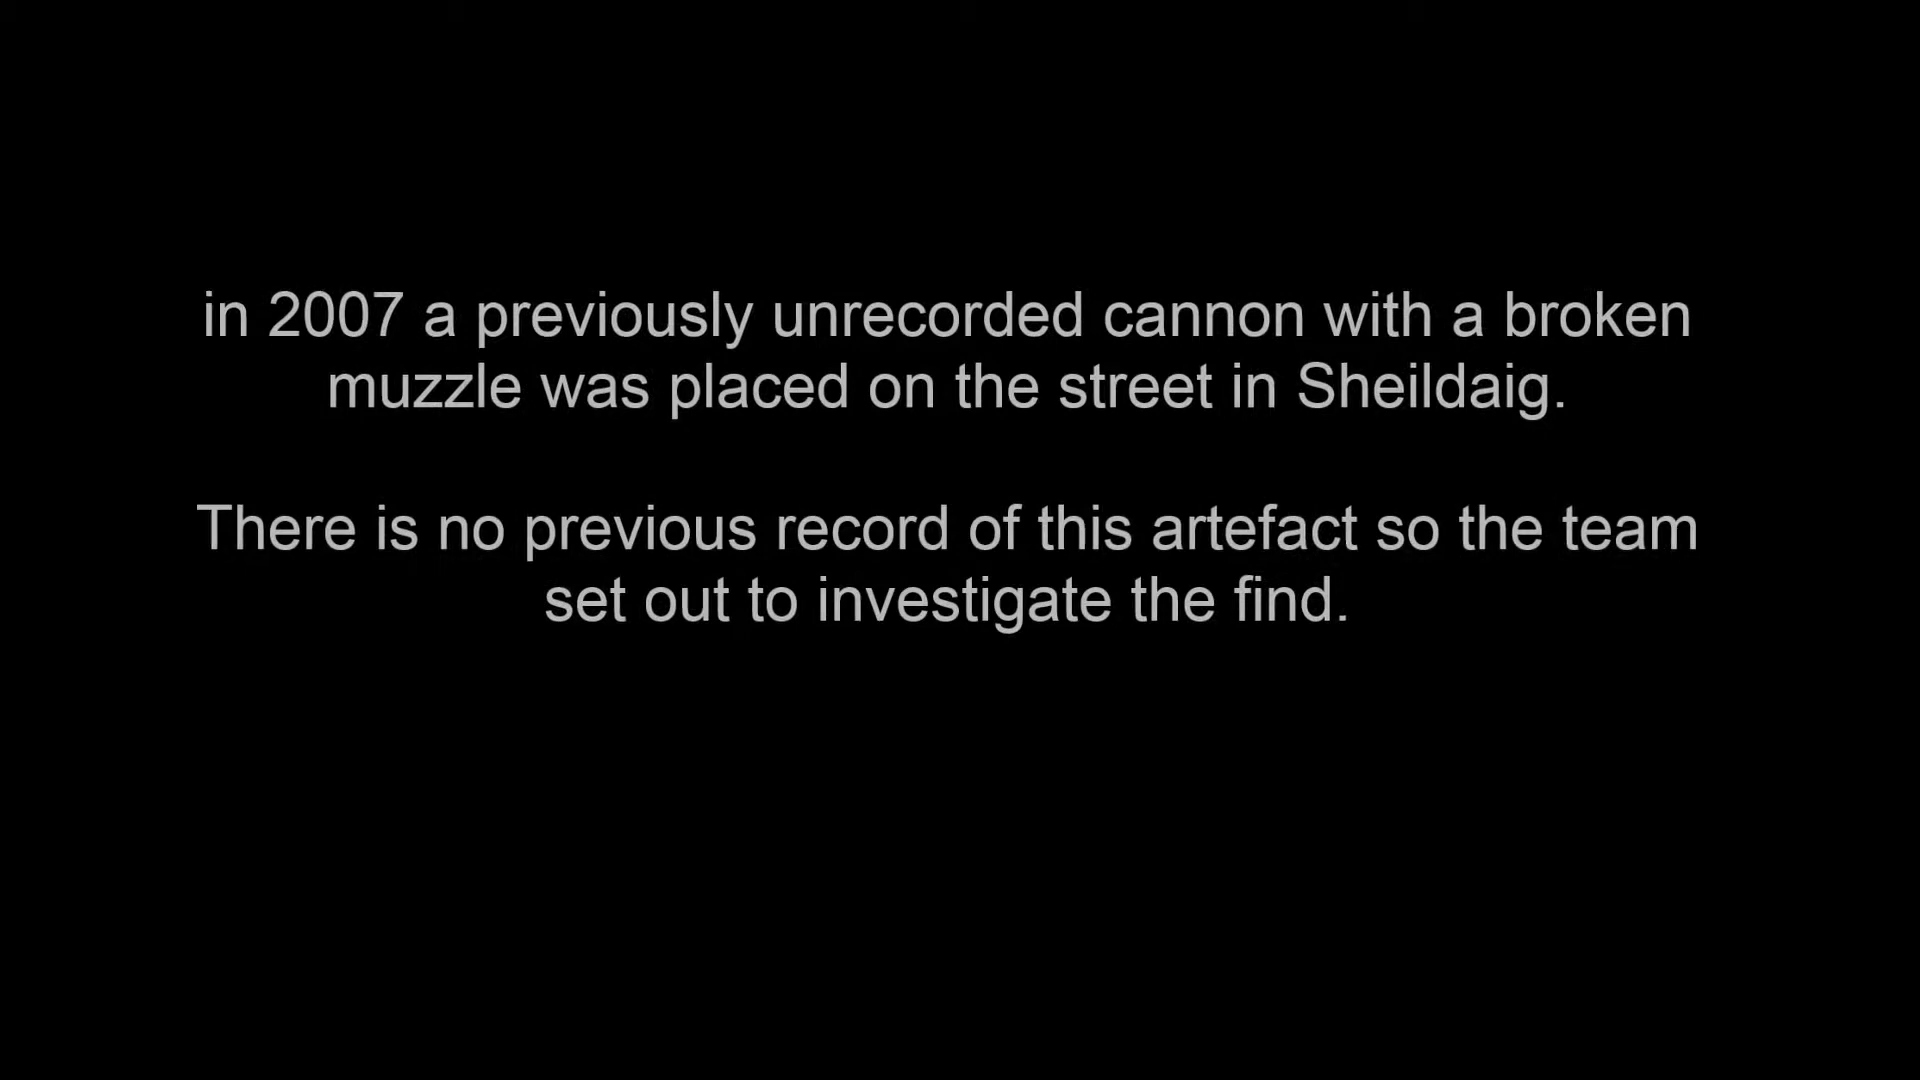 in 2007 a previously unrecorded cannon with a broken
muzzle was placed on the street in Sheildaig.
There is no previous record of this artefact so the team
set out to investigate the find.